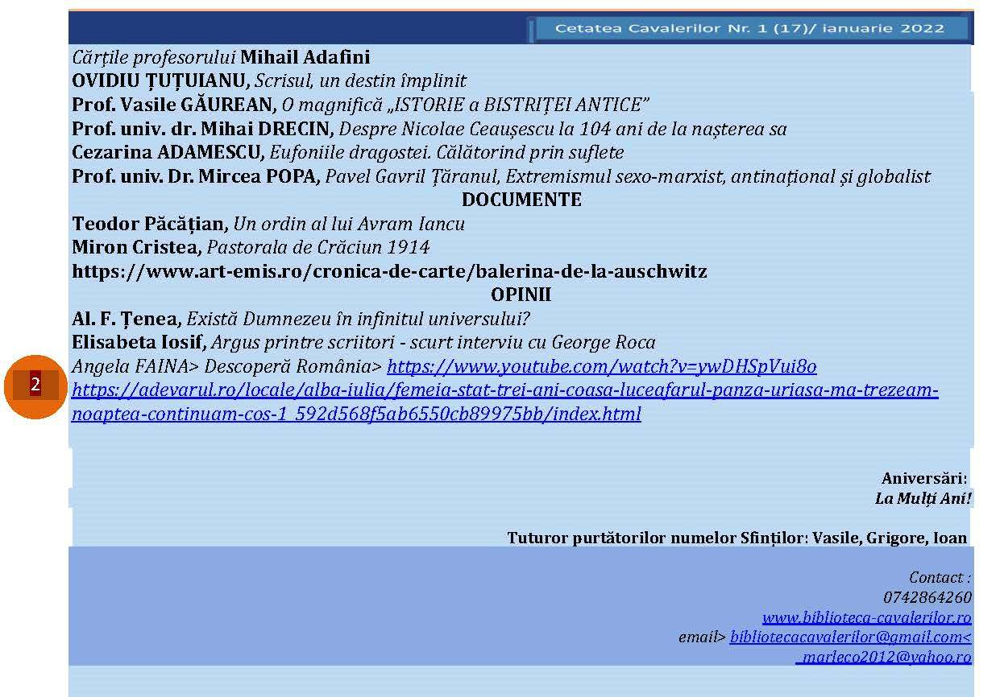 Cetatea Cavalerilor Nr. 1 (17)/ ianuarie 2022
Cărțile profesorului Mihail Adafini
OVIDIU ȚUȚUIANU, Scrisul, un destin împlinit
Prof. Vasile GĂUREAN, O magnifică „ISTORIE a BISTRIȚEI ANTICE”
Prof. univ. dr. Mihai DRECIN, Despre Nicolae Ceaușescu la 104 ani de la nașterea sa
Cezarina ADAMESCU, Eufoniile dragostei. Călătorind prin suflete
Prof. univ. Dr. Mircea POPA, Pavel Gavril Țăranul, Extremismul sexo-marxist, antinațional și globalist
DOCUMENTE
Teodor Păcățian, Un ordin al lui Avram Iancu
Miron Cristea, Pastorala de Crăciun 1914
https://www.art-emis.ro/cronica-de-carte/balerina-de-la-auschwitz
OPINII
Al. F. Țenea, Există Dumnezeu în infinitul universului?
Elisabeta Iosif, Argus printre scriitori - scurt interviu cu George Roca
Angela FAINA> Descoperă România> https://www.youtube.com/watch?v=ywDHSpVui8o
2
https://adevarul.ro/locale/alba-iulia/femeia-stat-trei-ani-coasa-luceafarul-panza-uriasa-ma-trezeam-
noaptea-continuam-cos-1_592d568f5ab6550cb89975bb/index.html
Aniversări:
La Mulți Ani!
Tuturor purtătorilor numelor Sfinților: Vasile, Grigore, Ioan
Contact :
0742864260
www.biblioteca-cavalerilor.ro
email> bibliotecacavalerilor@gmail.com<
marleco2012@yahoo.ro